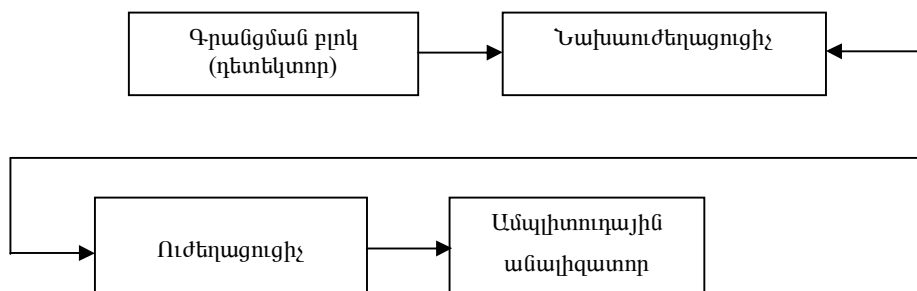 Գրանցման բլոկ
(դետեկտոր)
Նախաուժեղացուցիչ
Ուժեղացուցիչ
Ամպլիտուդային
անալիզատոր